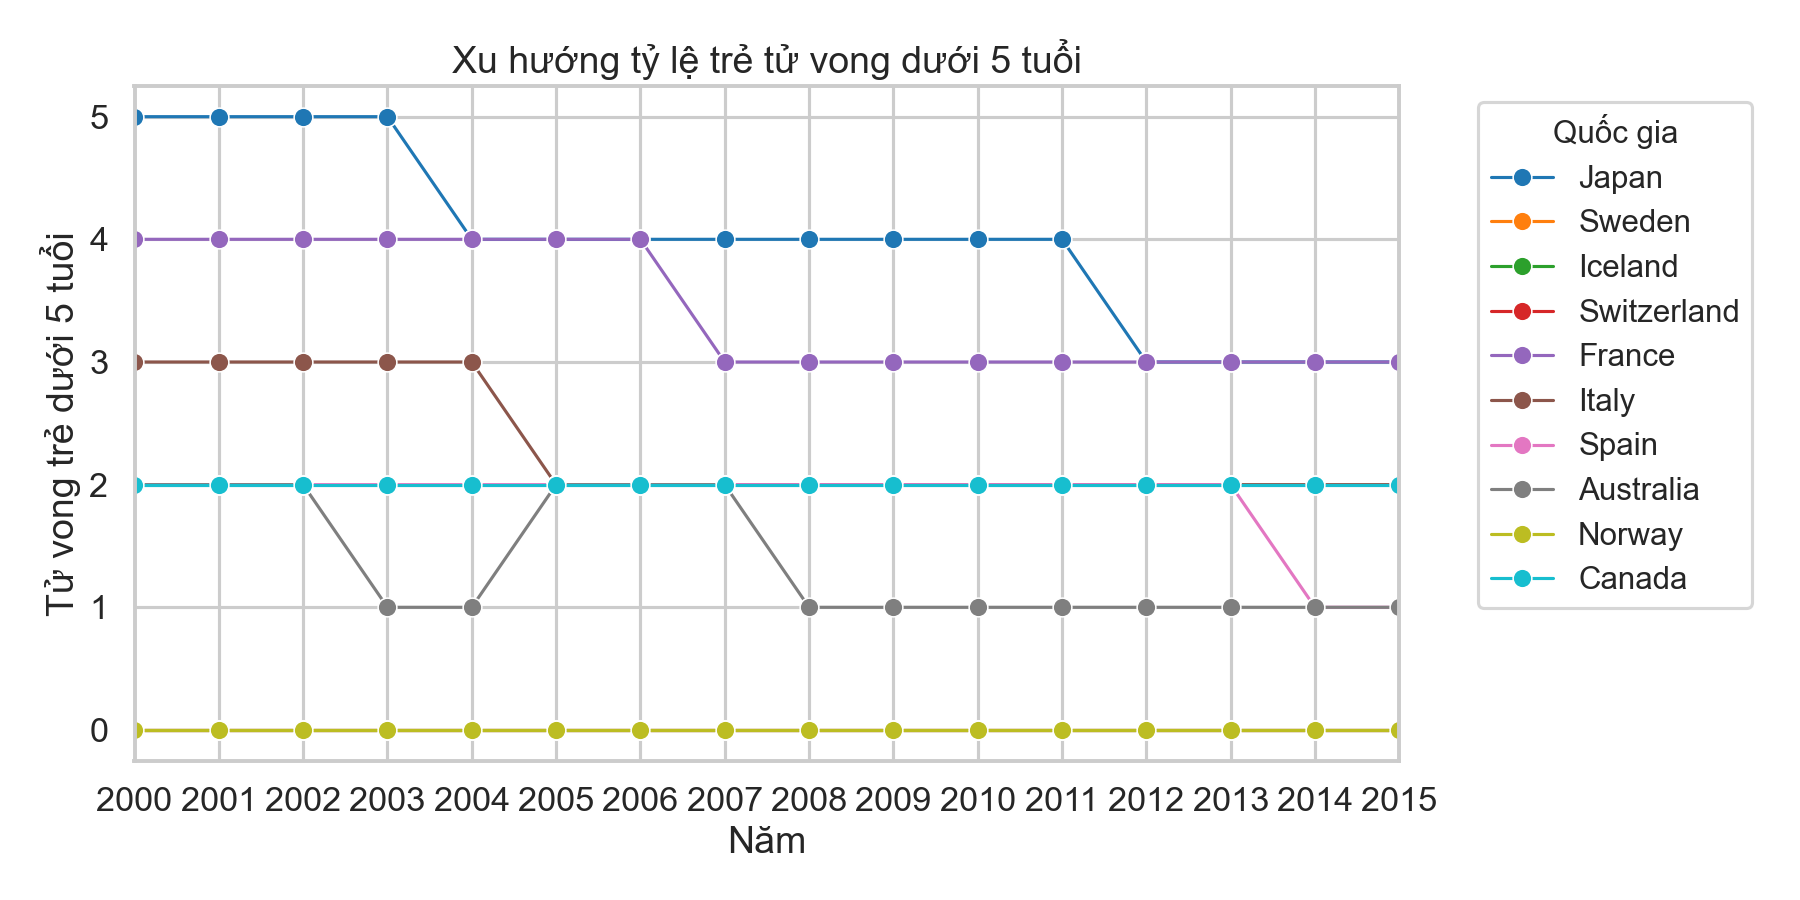 Xu hướng tỷ lệ trẻ tử vong dưới 5 tuổi
Tử vong trẻ dưới 5 tuổi
5
4
3
2
1
0
2000 2001 2002 2003 2004 2005 2006 2007 2008 2009 2010 2011 2012 2013 2014 2015
Năm
Quốc gia
Japan
Sweden
Iceland
Switzerland
France
Italy
Spain
Australia
Norway
Canada